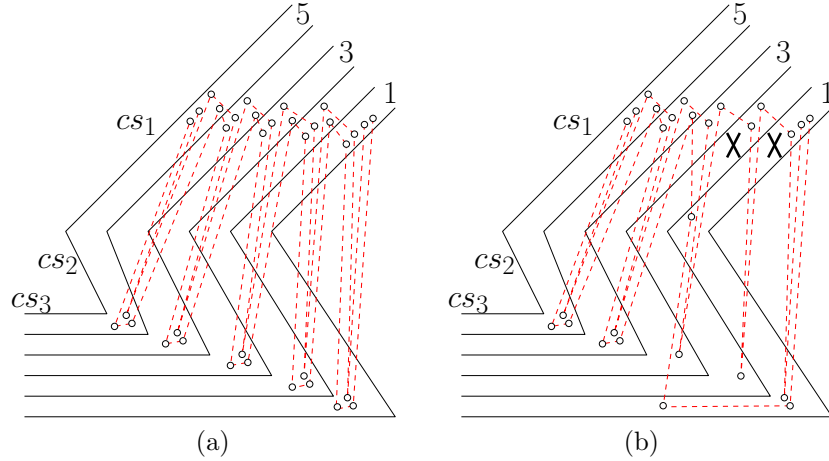 5 5
3 3
1 1
cs₁ cs₁
X X
cs₂ cs₂
cs₃ cs₃
(a) (b)